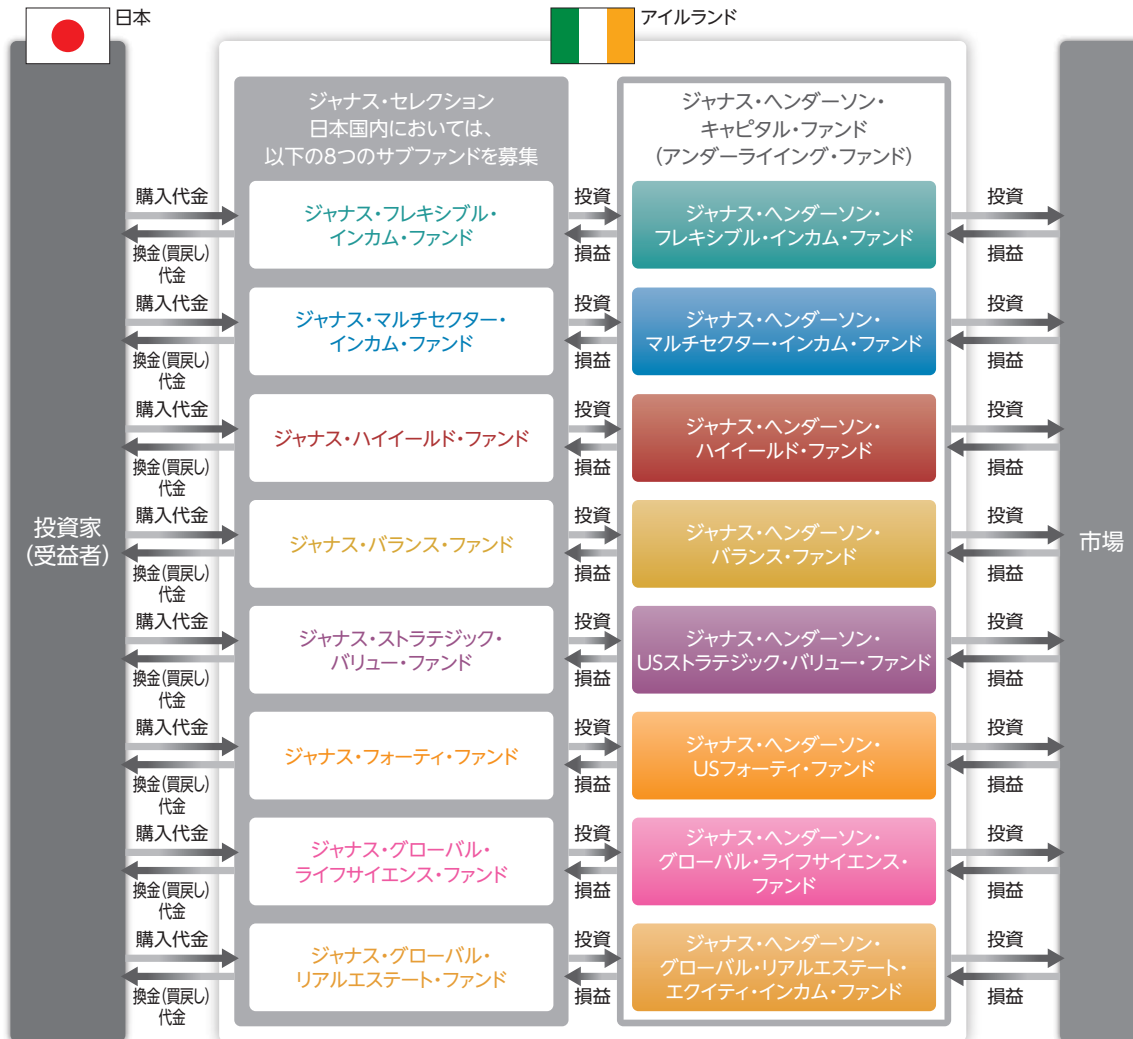 日本
アイルランド
ジャナス・セレクション
日本国内においては、
以下の8つのサブファンドを募集
ジャナス・ヘンダーソン・
キャピタル・ファンド
(アンダーライイング・ファンド)
投資家
(受益者)
市場
購入代金
換金(買戻し)
代金
ジャナス・フレキシブル・
インカム・ファンド
投資
損益
ジャナス・ヘンダーソン・
フレキシブル・インカム・ファンド
投資
損益
購入代金
換金(買戻し)
代金
ジャナス・マルチセクター・
インカム・ファンド
投資
損益
ジャナス・ヘンダーソン・
マルチセクター・インカム・ファンド
投資
損益
購入代金
換金(買戻し)
代金
ジャナス・ハイイールド・ファンド
投資
損益
ジャナス・ヘンダーソン・
ハイイールド・ファンド
投資
損益
購入代金
換金(買戻し)
代金
ジャナス・バランス・ファンド
投資
損益
ジャナス・ヘンダーソン・
バランス・ファンド
投資
損益
購入代金
換金(買戻し)
代金
ジャナス・ストラテジック・
バリュー・ファンド
投資
損益
ジャナス・ヘンダーソン・
USストラテジック・バリュー・ファンド
投資
損益
購入代金
換金(買戻し)
代金
ジャナス・フォーティ・ファンド
投資
損益
ジャナス・ヘンダーソン・
USフォーティ・ファンド
投資
損益
購入代金
換金(買戻し)
代金
ジャナス・グローバル・
ライフサイエンス・ファンド
投資
損益
ジャナス・ヘンダーソン・
グローバル・ライフサイエンス・
ファンド
投資
損益
購入代金
換金(買戻し)
代金
ジャナス・グローバル・
リアルエステート・ファンド
投資
損益
ジャナス・ヘンダーソン・
グローバル・リアルエステート・
エクイティ・インカム・ファンド
投資
損益